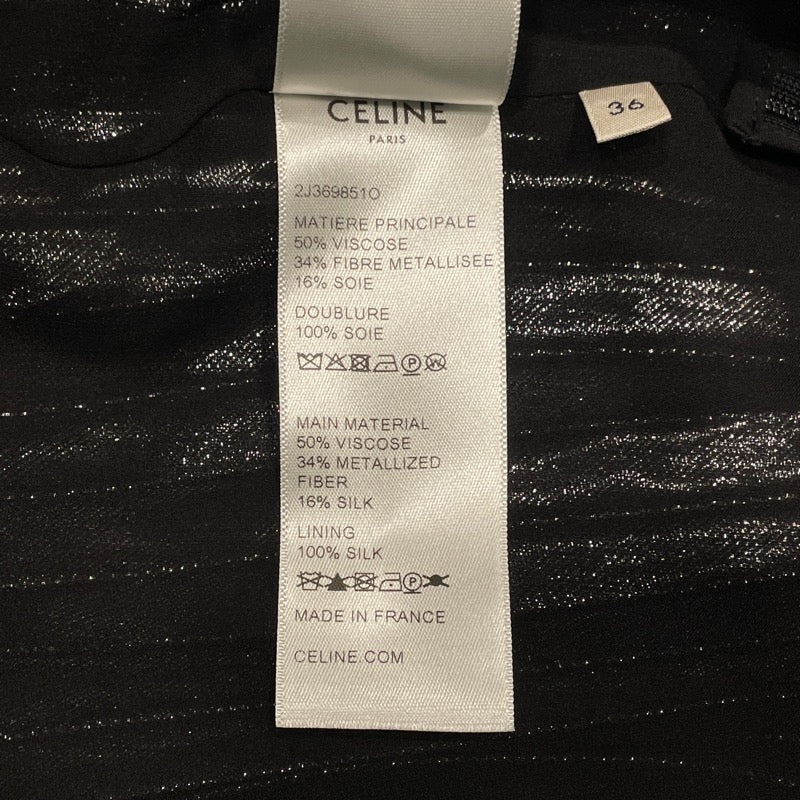 CELINE
PARIS
36
2J369851O
MATIERE PRINCIPALE
50% VISCOSE
34% FIBRE METALLISEE
16% SOIE
DOUBLURE
100% SOIE
MAIN MATERIAL
50% VISCOSE
34% METALLIZED
FIBER
16% SILK
LINING
100% SILK
MADE IN FRANCE
CELINE.COM